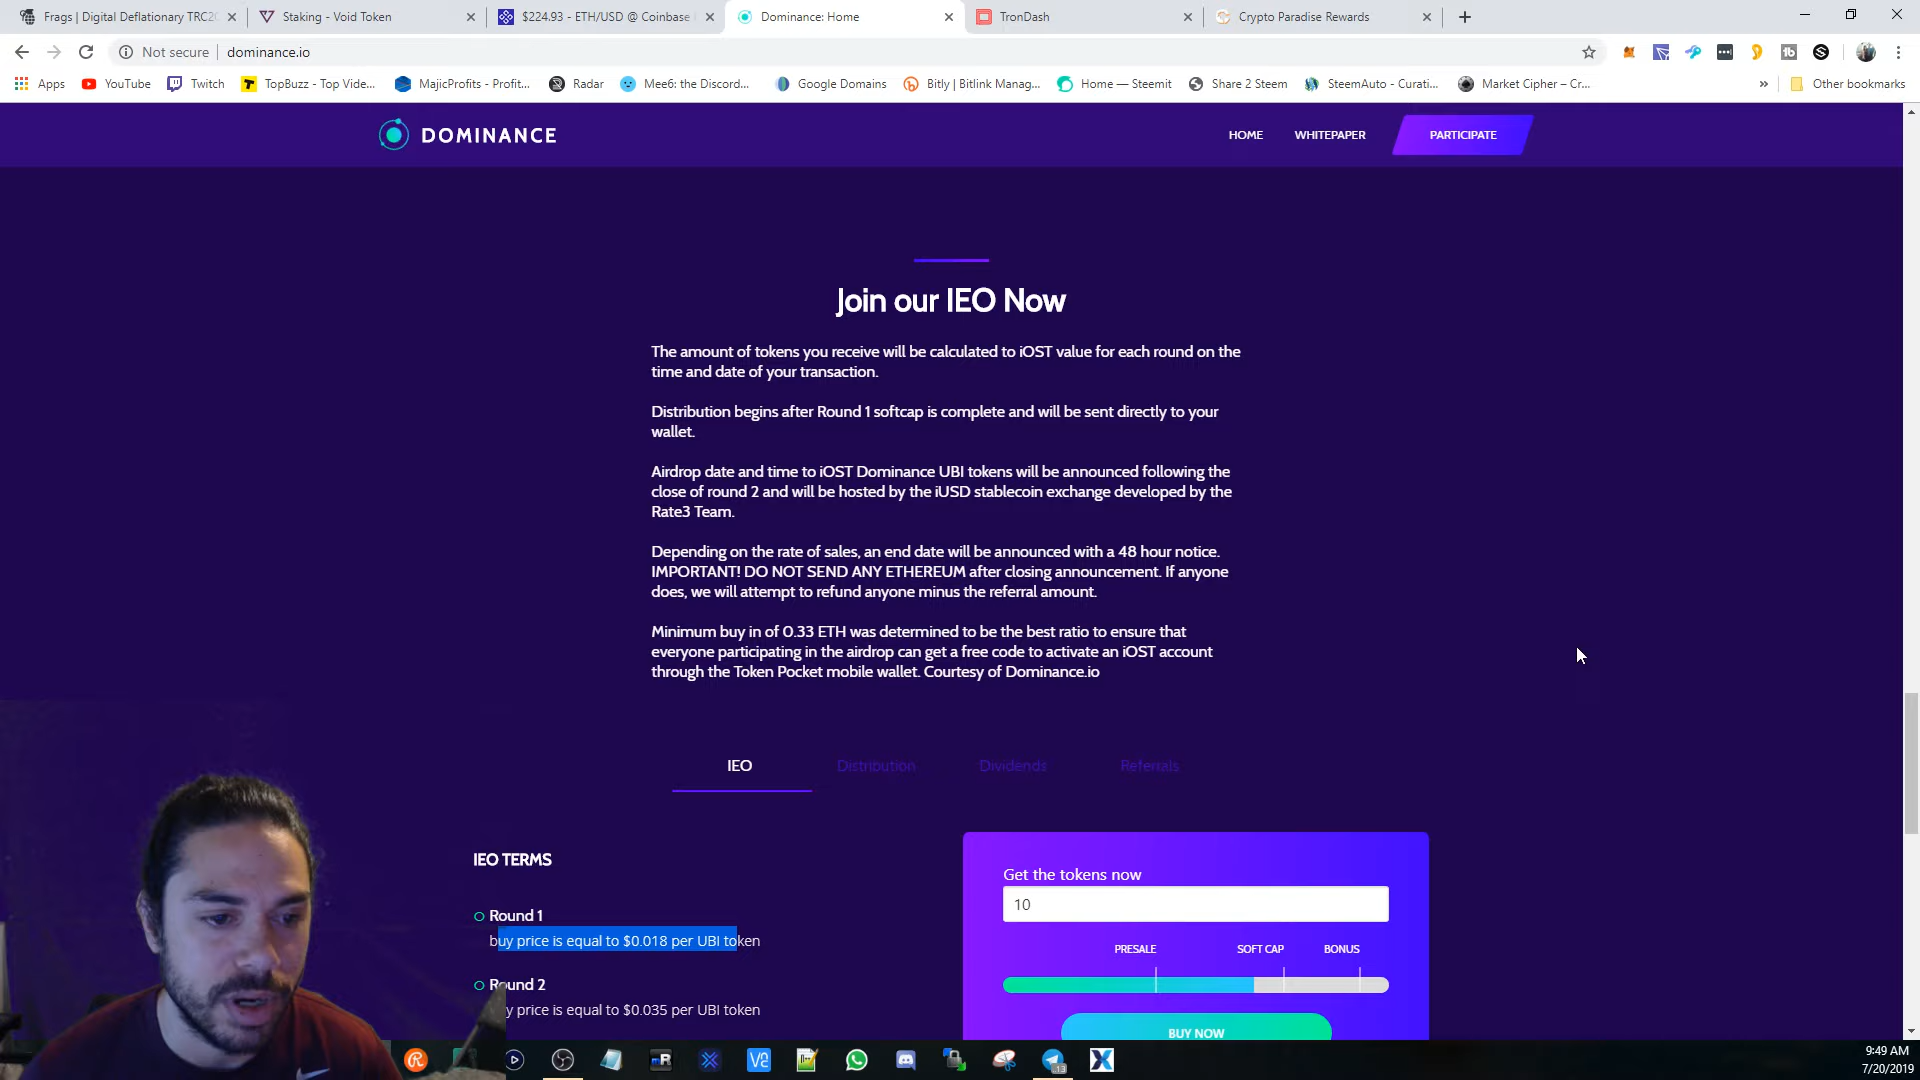 Frags | Digital Deflationary TRC20
Staking - Void Token
$224.93 - ETH/USD @ Coinbase
Dominance: Home
TronDash
Crypto Paradise Rewards
Not secure
dominance.io
Apps
YouTube
Twitch
TopBuzz - Top Vide...
MajicProfits - Profit...
Radar
Mee6: the Discord...
Google Domains
Bitly | Bitlink Manag...
Home — Steemit
Share 2 Steem
SteemAuto - Curati...
Market Cipher – Cr...
»
Other bookmarks
DOMINANCE
HOME
WHITEPAPER
PARTICIPATE
Join our IEO Now
The amount of tokens you receive will be calculated to iOST value for each round on the
time and date of your transaction.
Distribution begins after Round 1 softcap is complete and will be sent directly to your
wallet.
Airdrop date and time to iOST Dominance UBI tokens will be announced following the
close of round 2 and will be hosted by the iUSD stablecoin exchange developed by the
Rate3 Team.
Depending on the rate of sales, an end date will be announced with a 48 hour notice.
IMPORTANT! DO NOT SEND ANY ETHEREUM after closing announcement. If anyone
does, we will attempt to refund anyone minus the referral amount.
Minimum buy in of 0.33 ETH was determined to be the best ratio to ensure that
everyone participating in the airdrop can get a free code to activate an iOST account
through the Token Pocket mobile wallet. Courtesy of Dominance.io
IEO
Distribution
Dividends
Referrals
IEO TERMS
Round 1
buy price is equal to $0.018 per UBI token
Round 2
y price is equal to $0.035 per UBI token
Get the tokens now
10
PRESALE
SOFT CAP
BONUS
BUY NOW
9:49 AM
7/20/2019